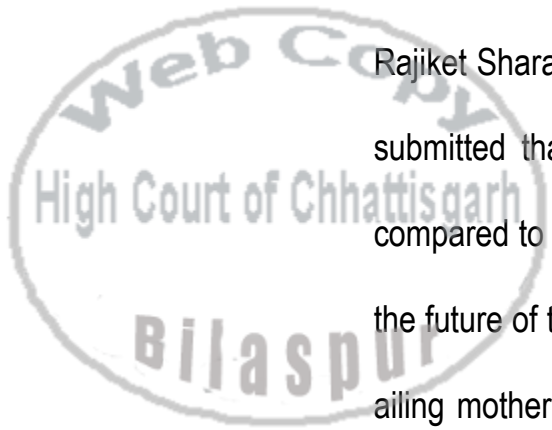 Web Copy
High Court of Chhattisgarh
Bilaspur
Rajiket Shara
submitted tha
compared to
the future of t
ailing mother